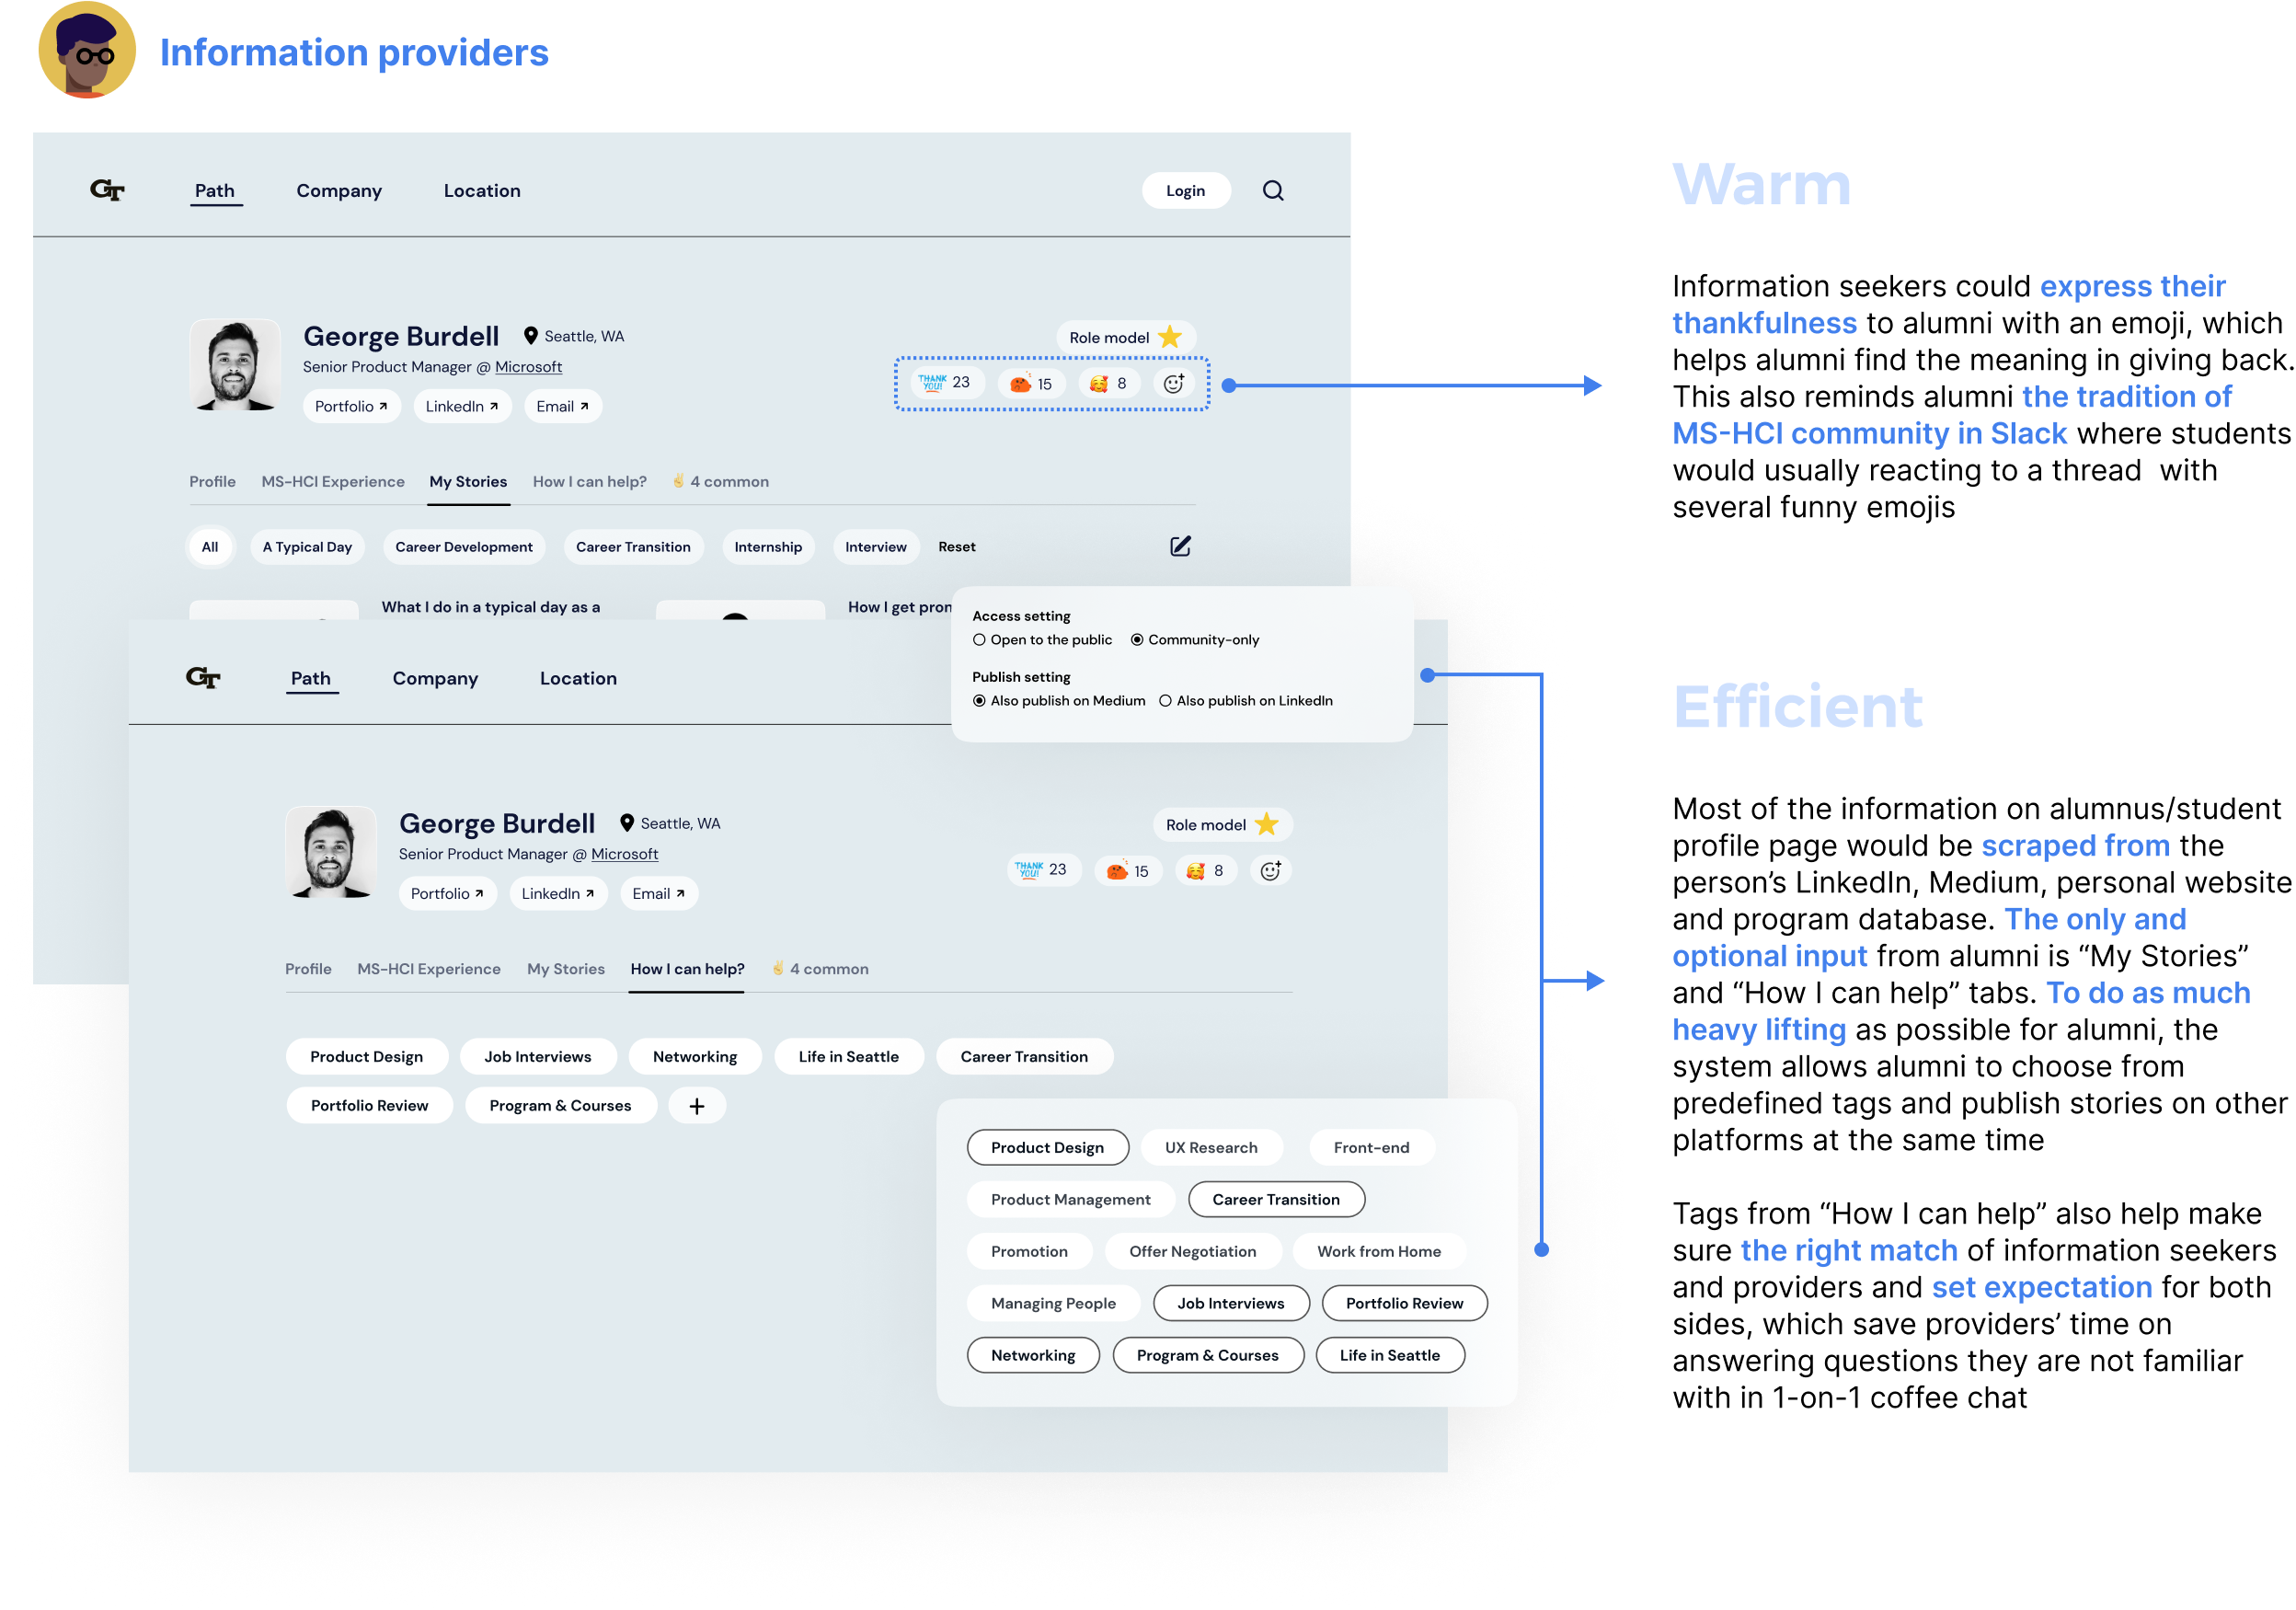 Information providers
GT
Path
Company
Location
Login
George Burdell
Seattle, WA
Senior Product Manager @ Microsoft
Portfolio
LinkedIn
Email
Role model
THANK YOU! 23
15
8
Profile
MS-HCI Experience
My Stories
How I can help?
4 common
All
A Typical Day
Career Development
Career Transition
Internship
Interview
Reset
What I do in a typical day as a
How I get pron
Access setting
Open to the public
Community-only
Publish setting
Also publish on Medium
Also publish on LinkedIn
GT
Path
Company
Location
George Burdell
Seattle, WA
Senior Product Manager @ Microsoft
Portfolio
LinkedIn
Email
Role model
THANK YOU! 23
15
8
Profile
MS-HCI Experience
My Stories
How I can help?
4 common
Product Design
Job Interviews
Networking
Life in Seattle
Career Transition
Portfolio Review
Program & Courses
+
Product Design
UX Research
Front-end
Product Management
Career Transition
Promotion
Offer Negotiation
Work from Home
Managing People
Job Interviews
Portfolio Review
Networking
Program & Courses
Life in Seattle
Warm
Information seekers could express their
thankfulness to alumni with an emoji, which
helps alumni find the meaning in giving back.
This also reminds alumni the tradition of
MS-HCI community in Slack where students
would usually reacting to a thread  with
several funny emojis
Efficient
Most of the information on alumnus/student
profile page would be scraped from the
person’s LinkedIn, Medium, personal website
and program database. The only and
optional input from alumni is “My Stories”
and “How I can help” tabs. To do as much
heavy lifting as possible for alumni, the
system allows alumni to choose from
predefined tags and publish stories on other
platforms at the same time
Tags from “How I can help” also help make
sure the right match of information seekers
and providers and set expectation for both
sides, which save providers’ time on
answering questions they are not familiar
with in 1-on-1 coffee chat